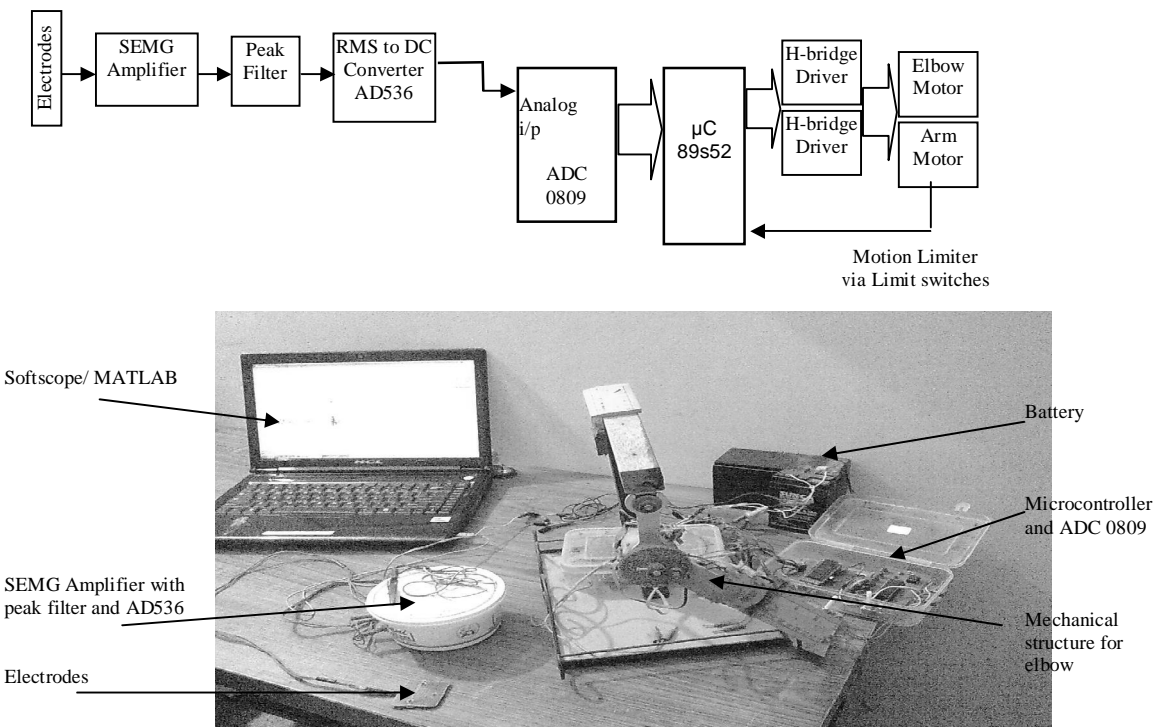 Electrodes
SEMG
Amplifier
Peak
Filter
RMS to DC
Converter
AD536
Analog
i/p
ADC
0809
µC
89s52
H-bridge
Driver
H-bridge
Driver
Elbow
Motor
Arm
Motor
Motion Limiter
via Limit switches
Softscope/ MATLAB
SEMG Amplifier with
peak filter and AD536
Electrodes
Battery
Microcontroller
and ADC 0809
Mechanical
structure for
elbow
HCL